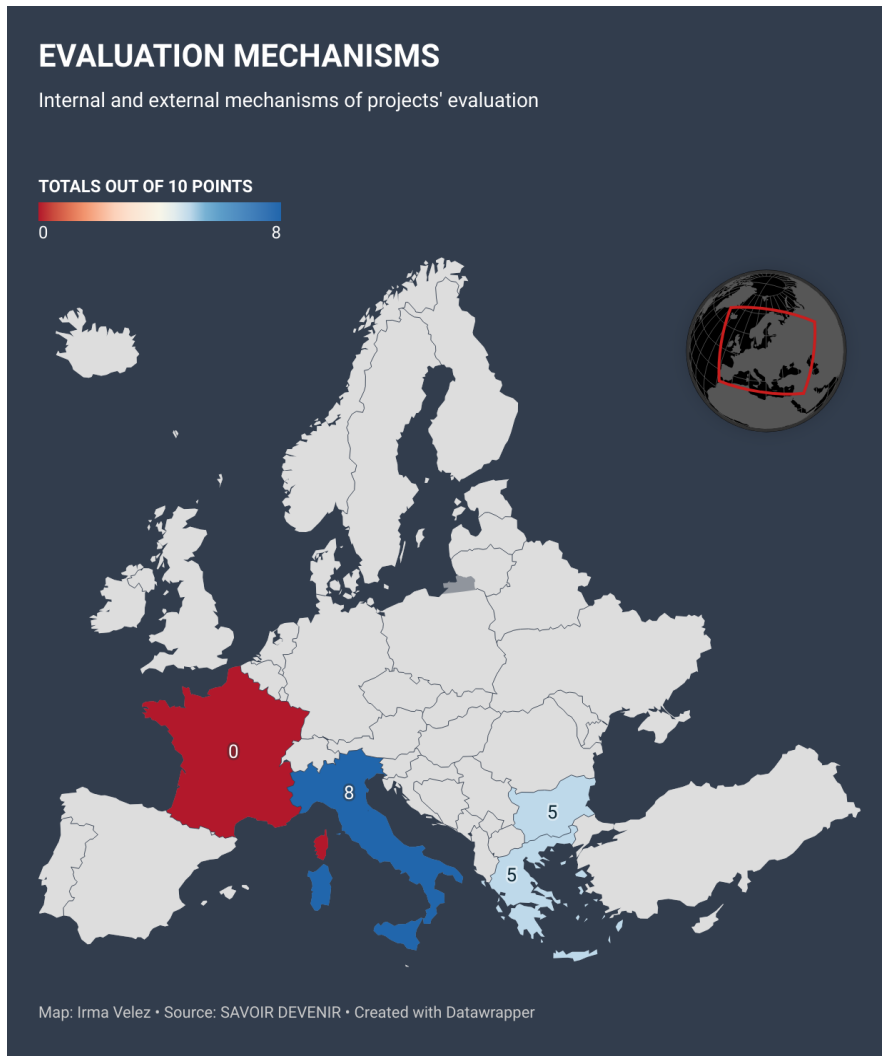 EVALUATION MECHANISMS
Internal and external mechanisms of projects' evaluation
TOTALS OUT OF 10 POINTS
0 8
0
8
5
5
Map: Irma Velez • Source: SAVOIR DEVENIR • Created with Datawrapper